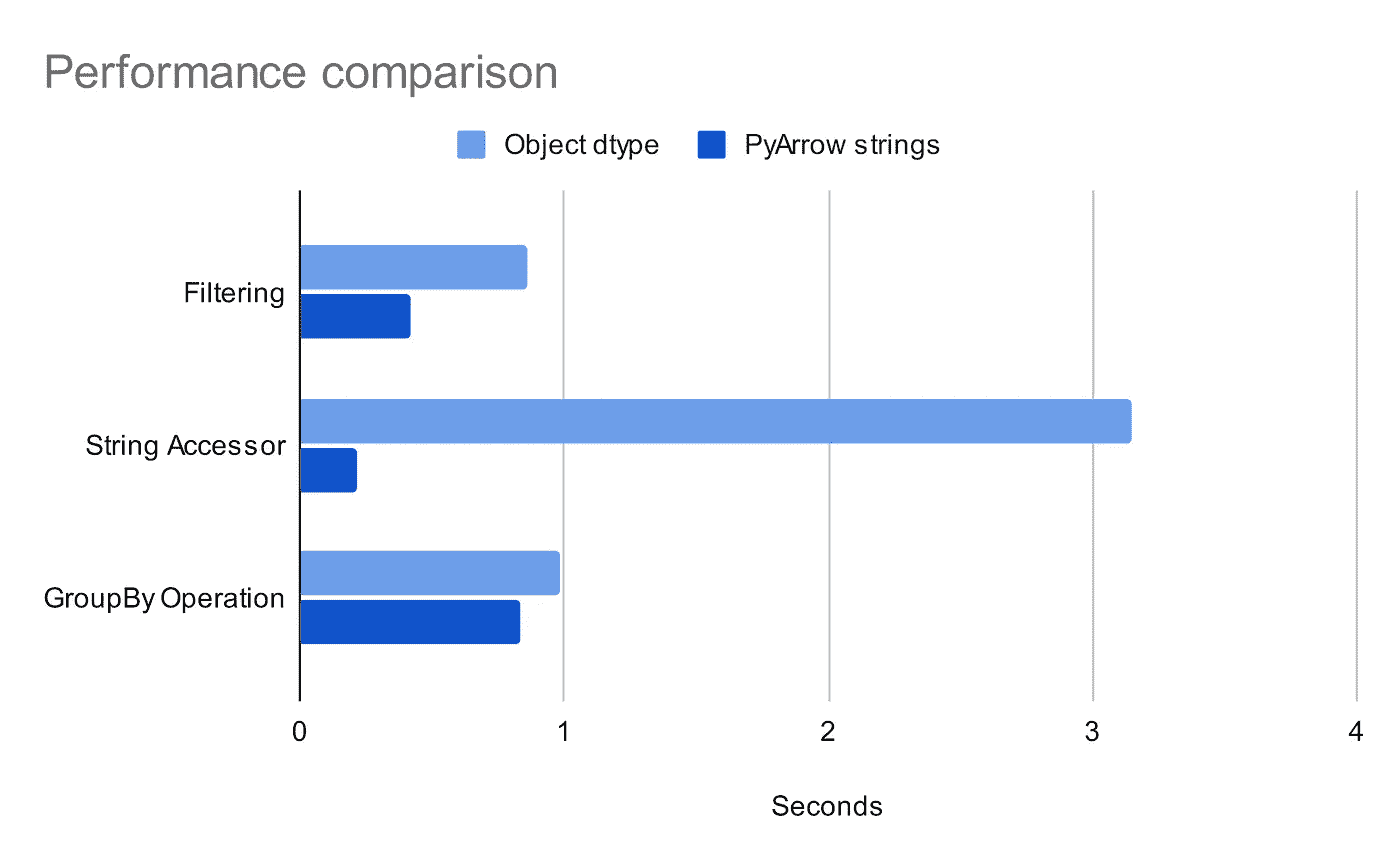 Performance comparison
Object dtype PyArrow strings
Filtering
String Accessor
GroupBy Operation
0 1 2 3 4
Seconds